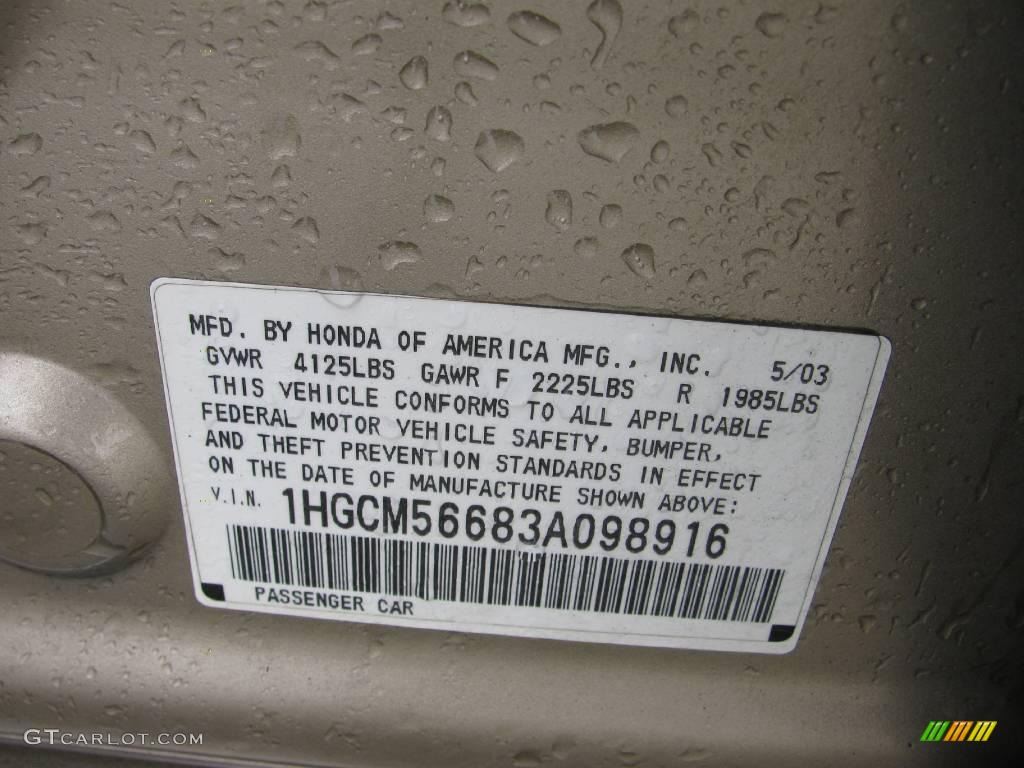 MFD. BY HONDA OF AMERICA MFG., INC. 5/03
GVWR 4125LBS GAWR F 2225LBS R 1985LBS
THIS VEHICLE CONFORMS TO ALL APPLICABLE
FEDERAL MOTOR VEHICLE SAFETY, BUMPER,
AND THEFT PREVENTION STANDARDS IN EFFECT
ON THE DATE OF MANUFACTURE SHOWN ABOVE:
V.I.N. 1HGCM56683A098916
PASSENGER CAR
GTCARLOT.COM